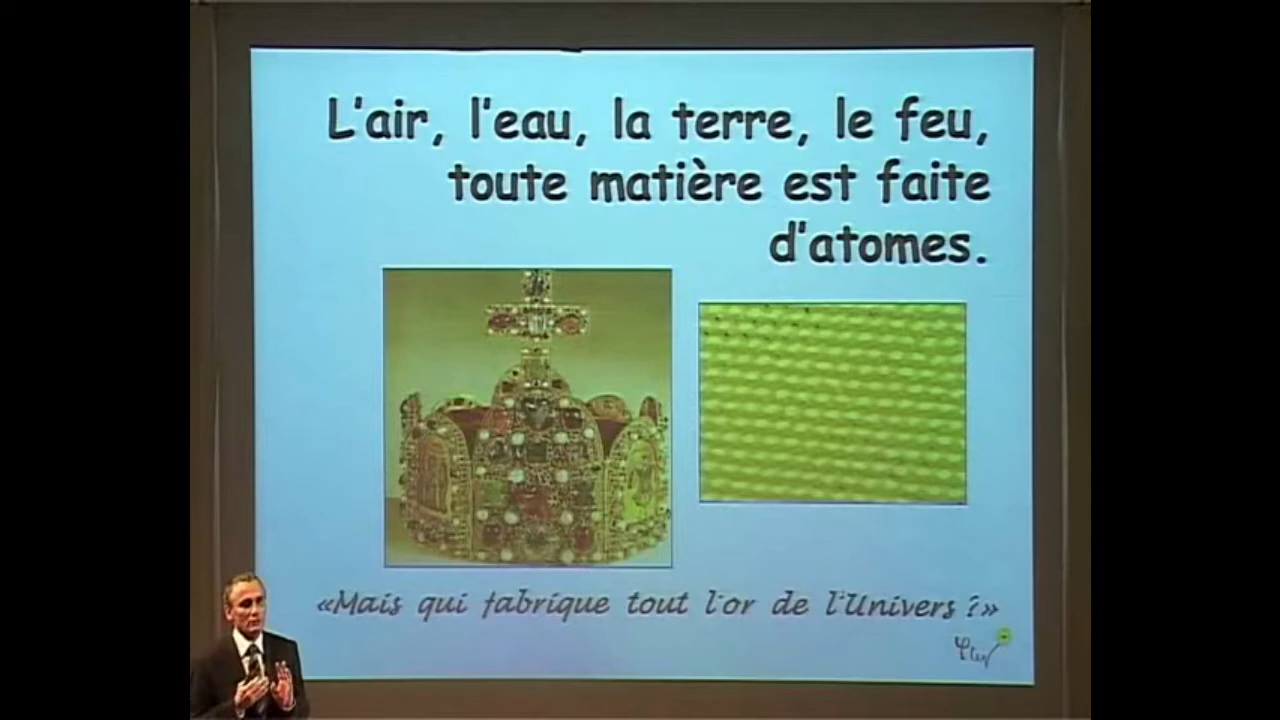 L'air, l'eau, la terre, le feu,
toute matière est faite
d'atomes.
«Mais qui fabrique tout l'or de l'Univers ?»